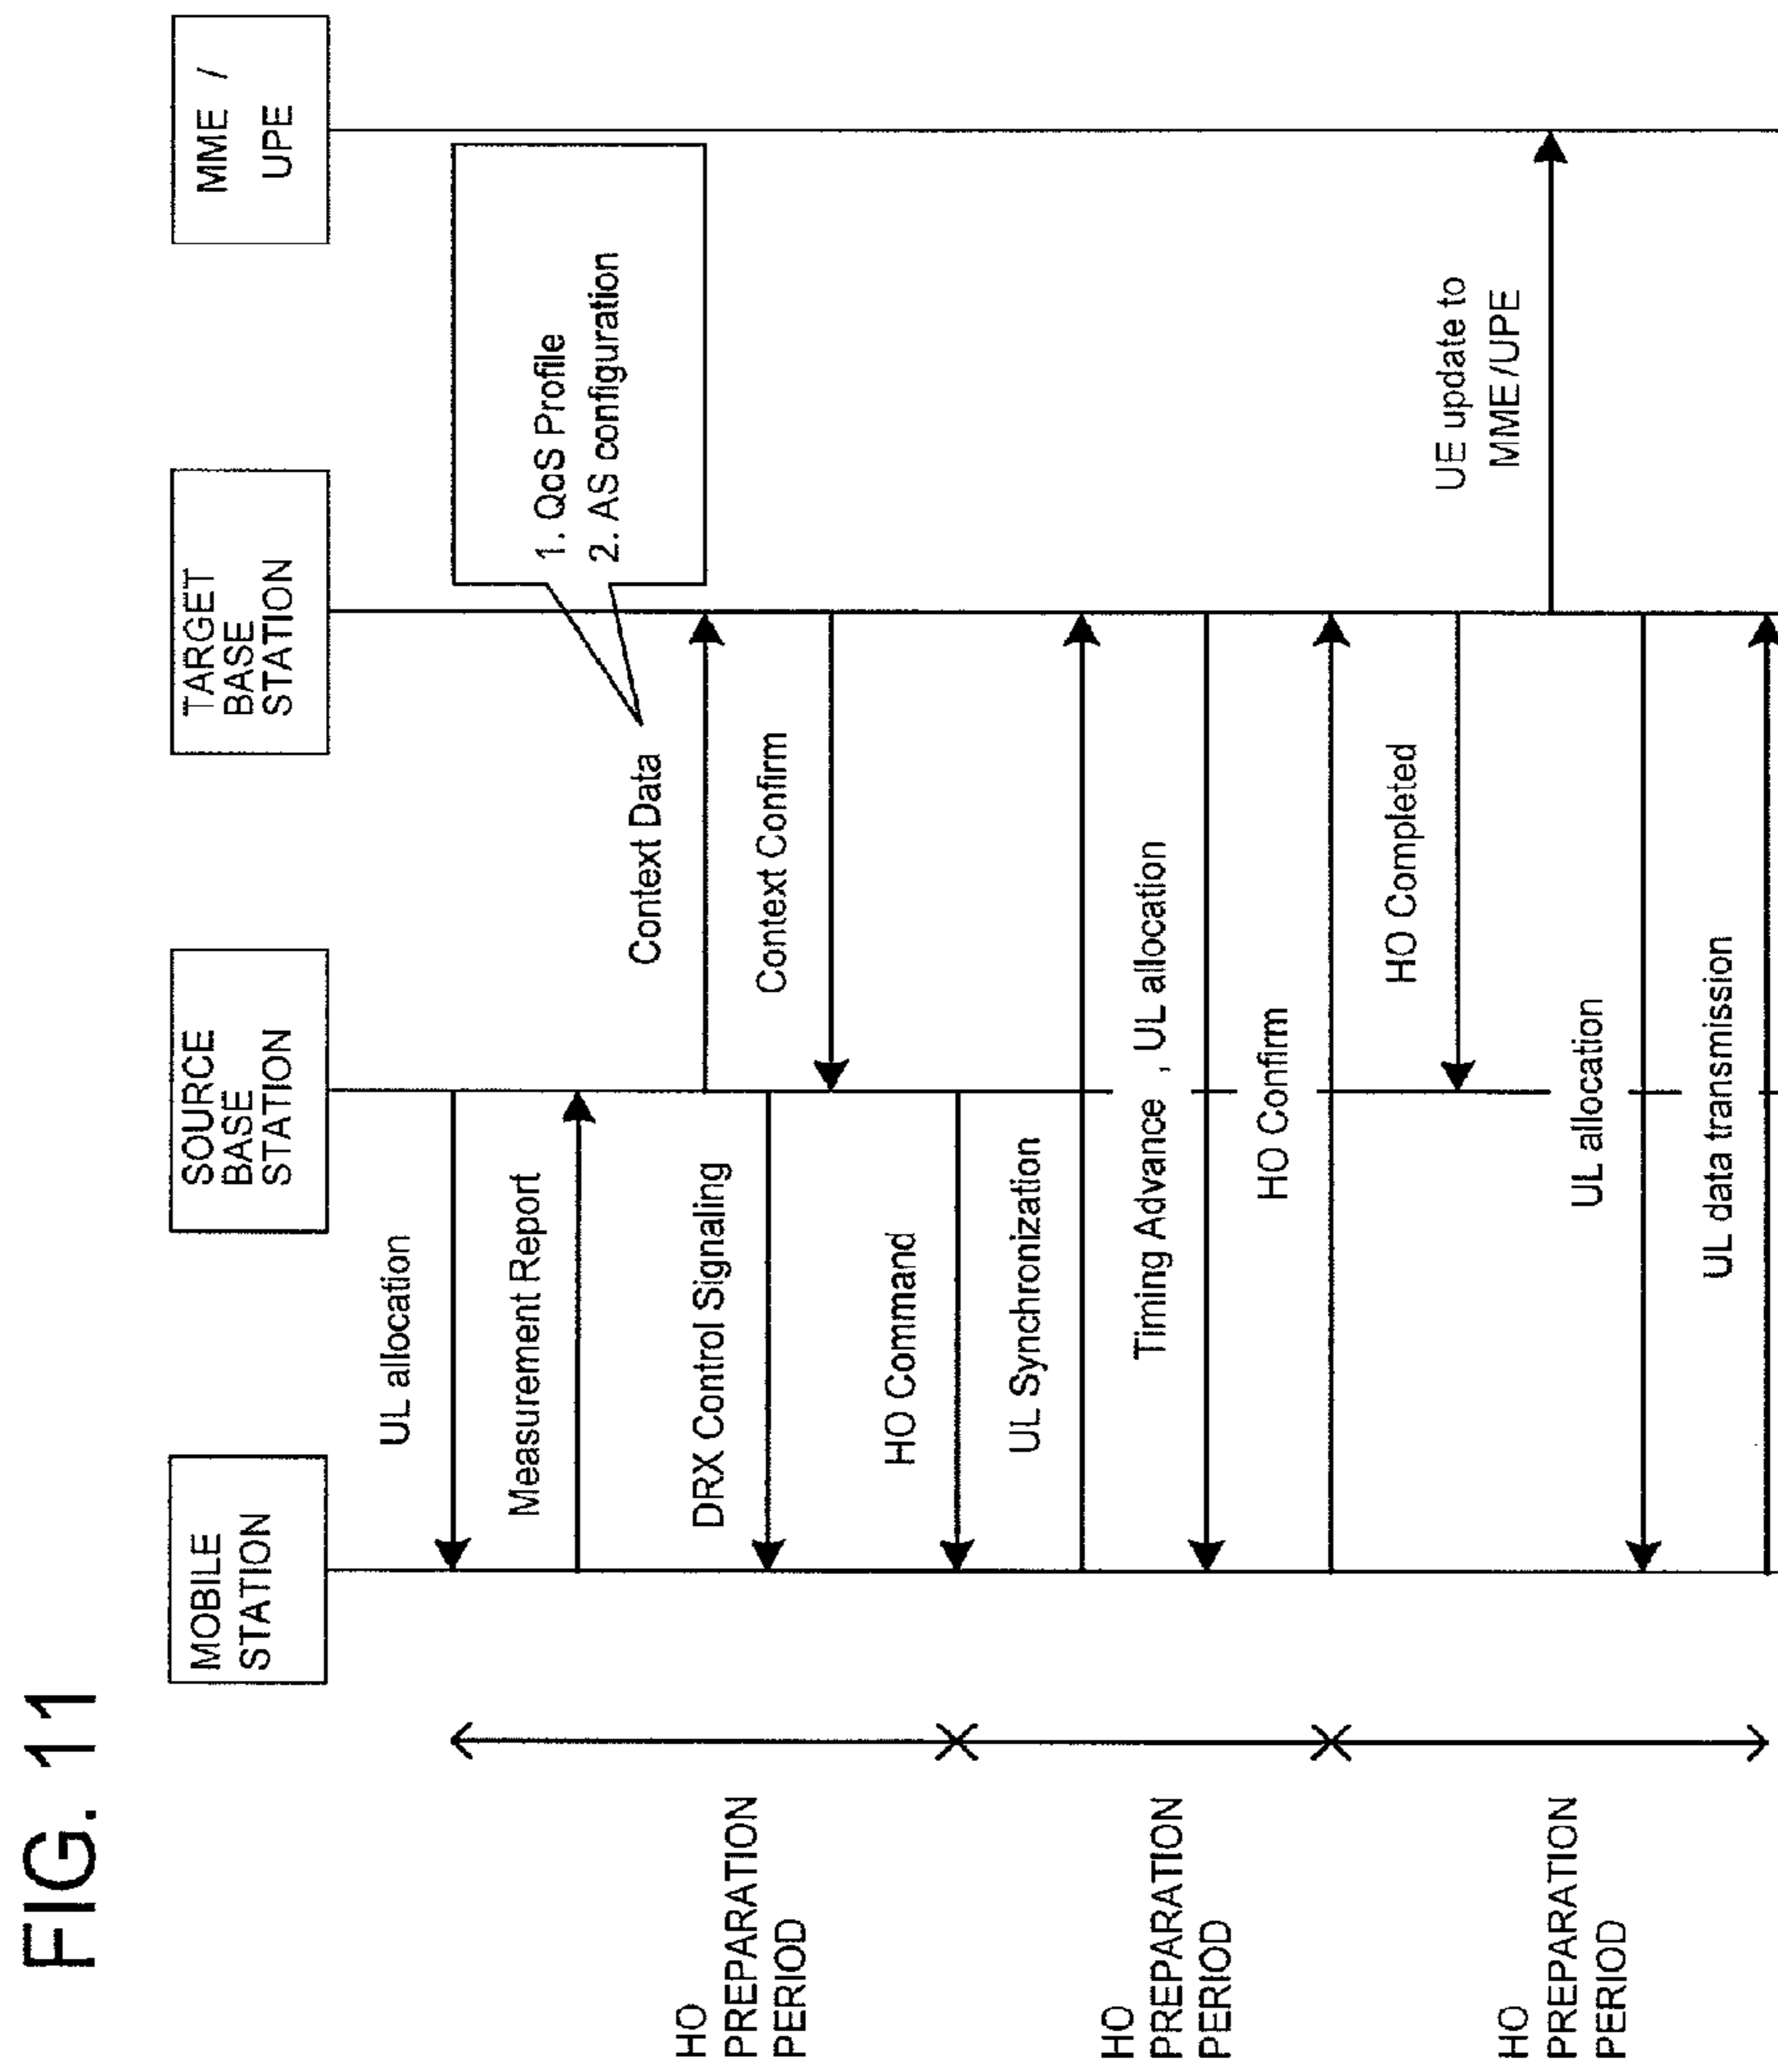 FIG. 11
MOBILE
STATION
SOURCE
BASE
STATION
TARGET
BASE
STATION
MME /
UPE
UL allocation
Measurement Report
1. QoS Profile
2. AS configuration
Context Data
DRX Control Signaling
Context Confirm
HO Command
UL Synchronization
Timing Advance , UL allocation
HO Confirm
HO Completed
UE update to
MME/UPE
UL allocation
UL data transmission
HO
PREPARATION
PERIOD
HO
PREPARATION
PERIOD
HO
PREPARATION
PERIOD